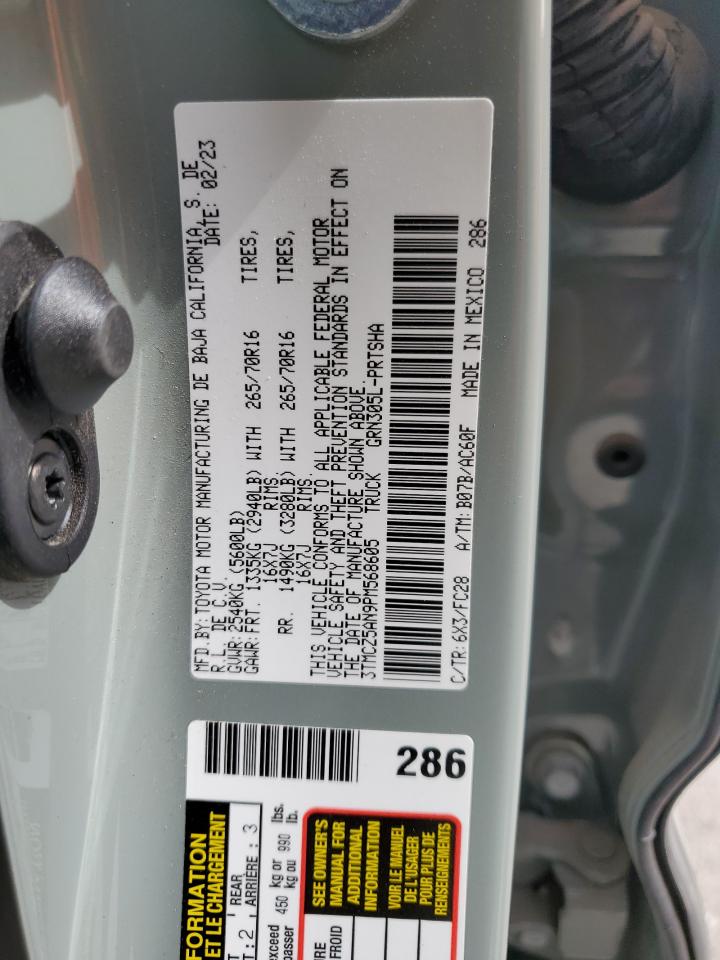 MFD.BY:TOYOTA MOTOR MANUFACTURING DE BAJA CALIFORNIA, S. DE
R.L. DE C.V. DATE: 02/23
GVWR:2540KG (5600LB)
GAWR:FRT. 1335KG (2940LB) WITH 265/70R16 TIRES,
16X7J RIMS
RR. 1490KG (3280LB) WITH 265/70R16 TIRES,
16X7J RIMS.
THIS VEHICLE CONFORMS TO ALL APPLICABLE FEDERAL MOTOR
VEHICLE SAFETY AND THEFT PREVENTION STANDARDS IN EFFECT ON
THE DATE OF MANUFACTURE SHOWN ABOVE.
3TMCZ5AN9PM568605 TRUCK GRN305L-PRTSHA
C/TR: 6X3/FC28 A/TM: B07B/AC60F MADE IN MEXICO 286
286
FORMATION
ET LE CHARGEMENT
REAR
: 2 ARRIÈRE : 3
exceed 450 kg or 990 lbs.
passer 450 kg ou 990 lb.
SEE OWNER'S
MANUAL FOR
ADDITIONAL
INFORMATION
VOIR LE MANUEL
DE L'USAGER
POUR PLUS DE
RENSEIGNEMENTS
FROID